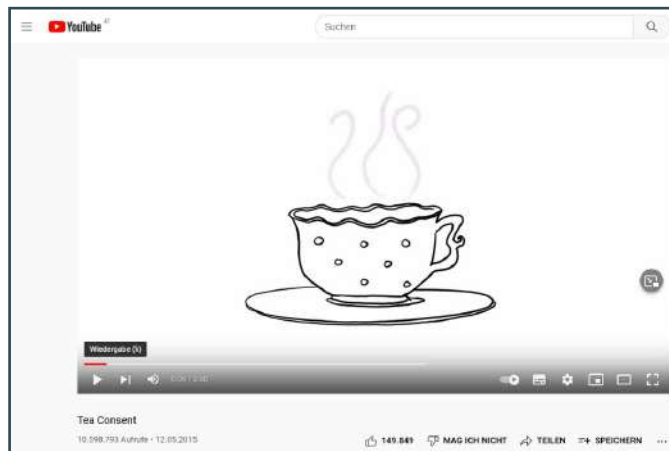 YouTube AT
Suchen
Wiedergabe (k)
Tea Consent
10.598.793 Aufrufe • 12.05.2015
149.849 MAG ICH NICHT TEILEN SPEICHERN ...